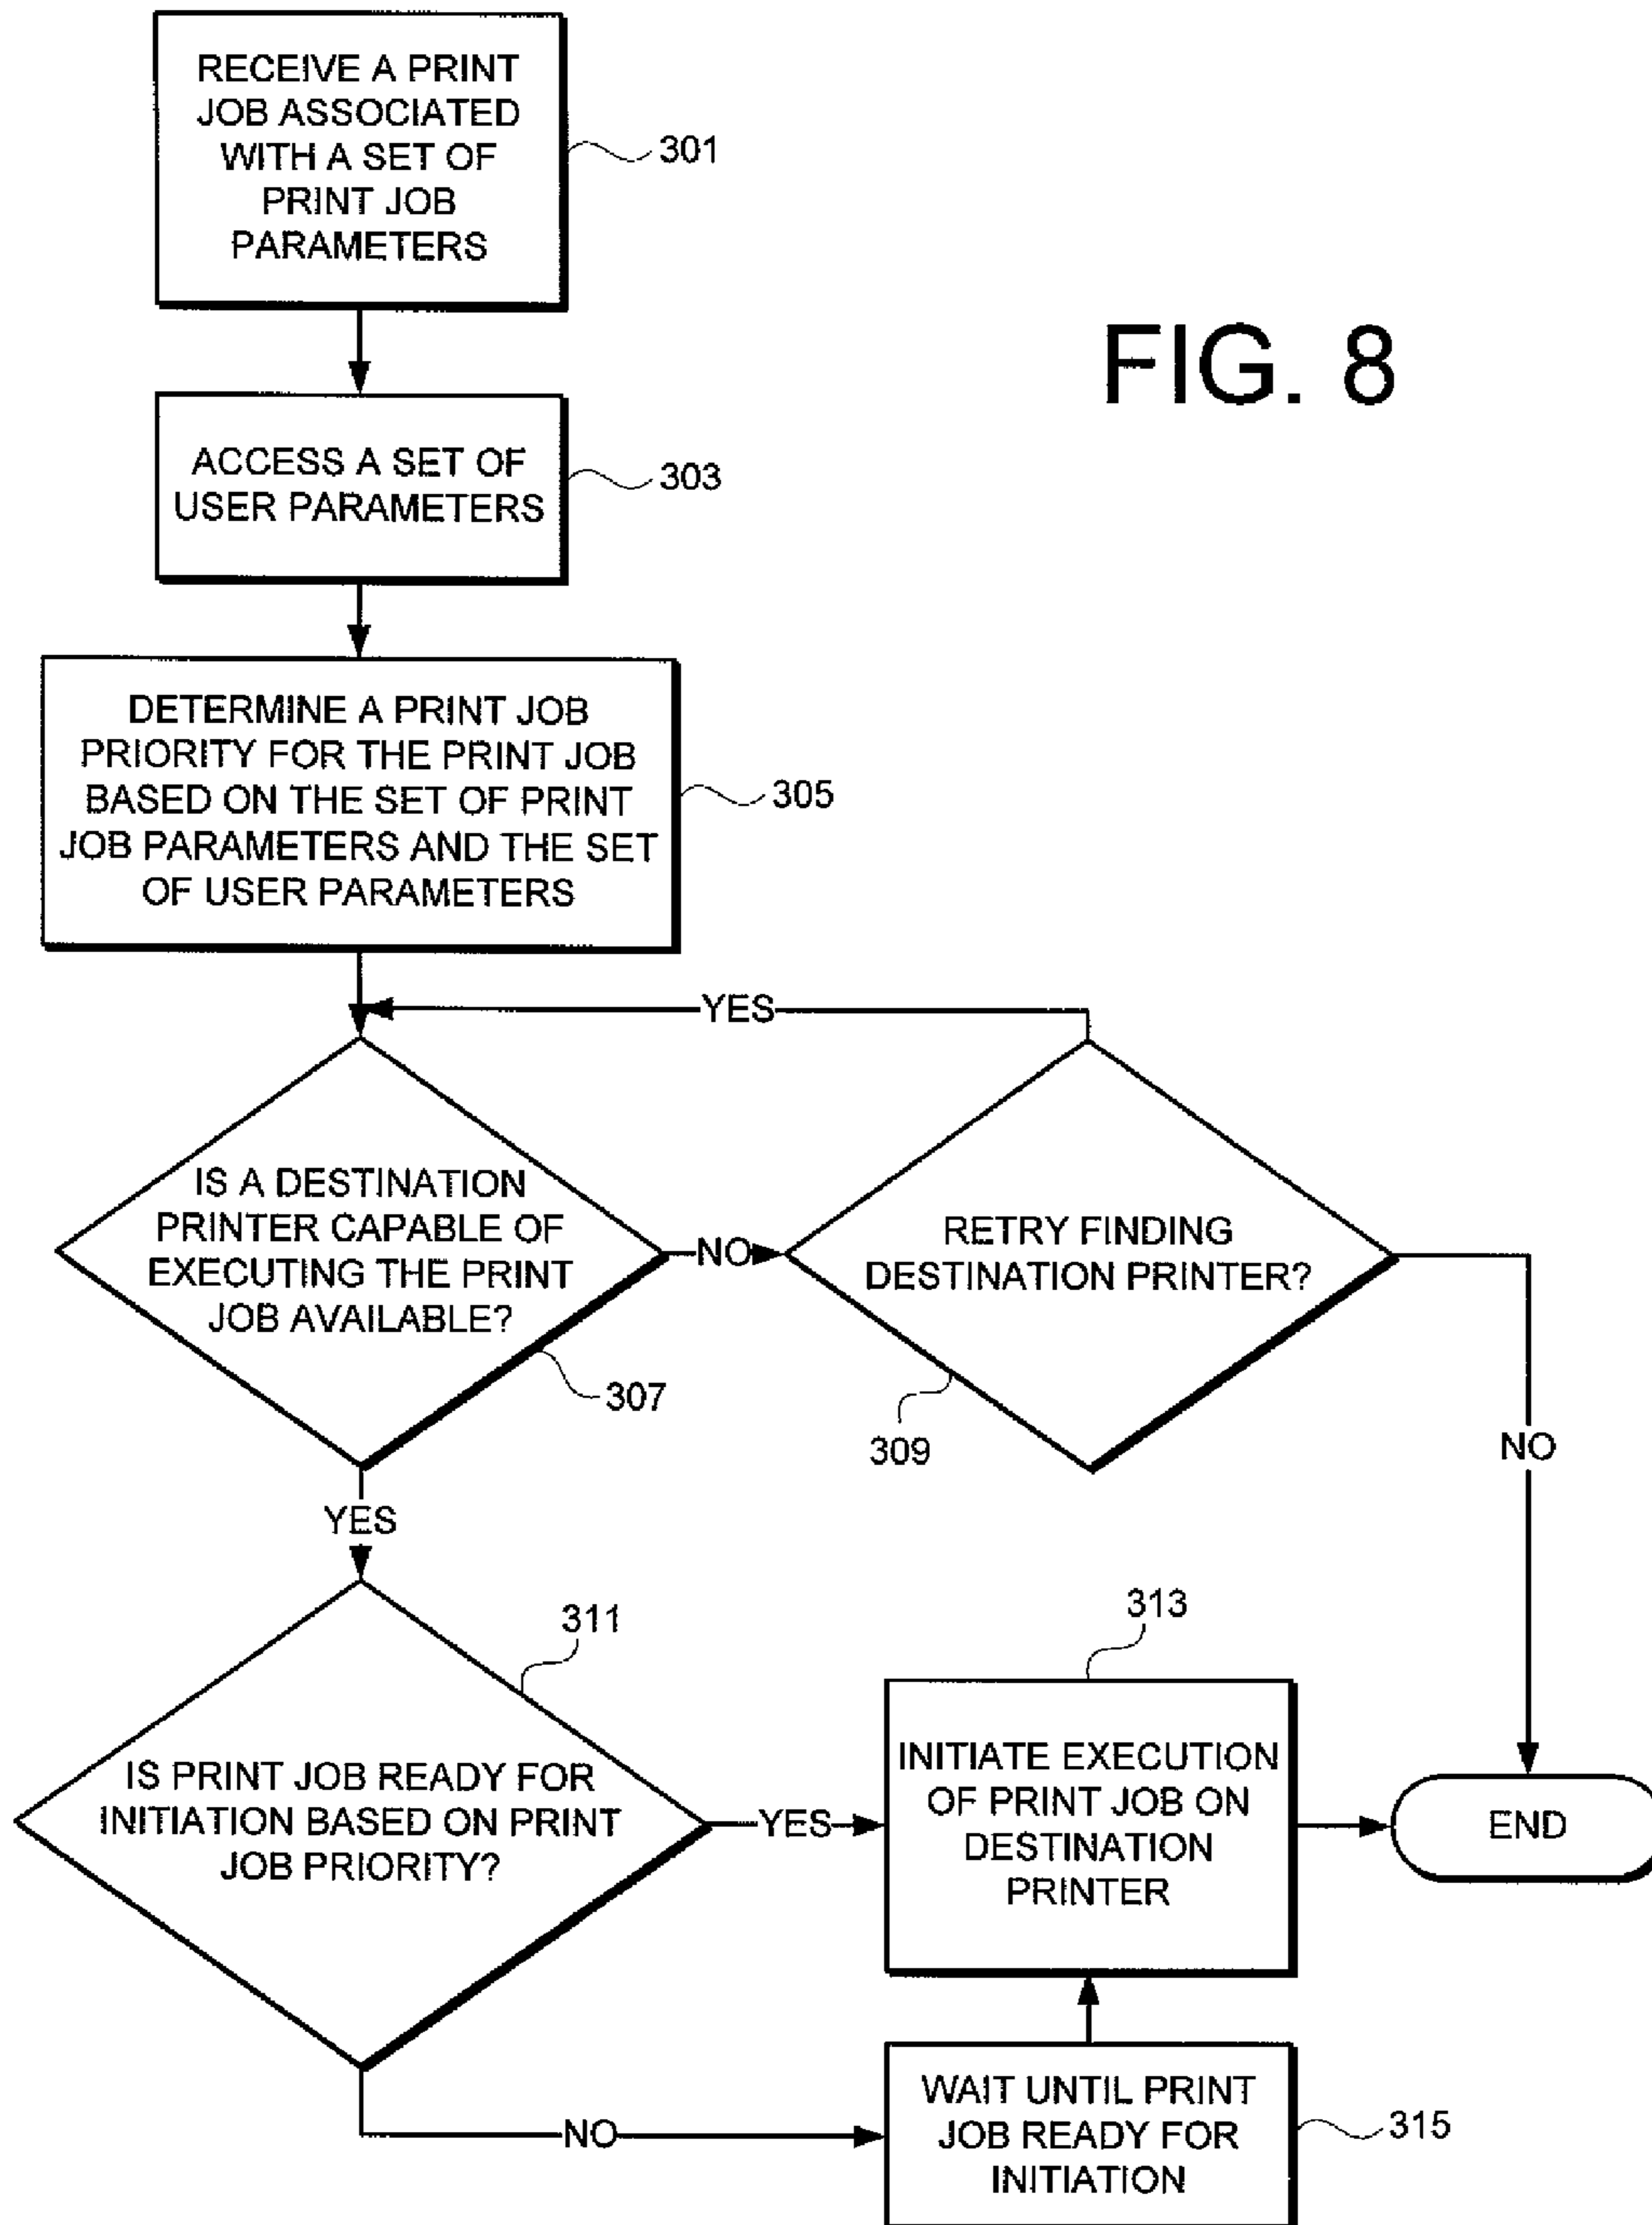 RECEIVE A PRINT
JOB ASSOCIATED
WITH A SET OF
PRINT JOB
PARAMETERS
301
FIG. 8
ACCESS A SET OF
USER PARAMETERS
303
DETERMINE A PRINT JOB
PRIORITY FOR THE PRINT JOB
BASED ON THE SET OF PRINT
JOB PARAMETERS AND THE SET
OF USER PARAMETERS
305
YES
IS A DESTINATION
PRINTER CAPABLE OF
EXECUTING THE PRINT
JOB AVAILABLE?
307
NO
RETRY FINDING
DESTINATION PRINTER?
309
NO
YES
311
IS PRINT JOB READY FOR
INITIATION BASED ON PRINT
JOB PRIORITY?
YES
313
INITIATE EXECUTION
OF PRINT JOB ON
DESTINATION
PRINTER
END
NO
WAIT UNTIL PRINT
JOB READY FOR
INITIATION
315